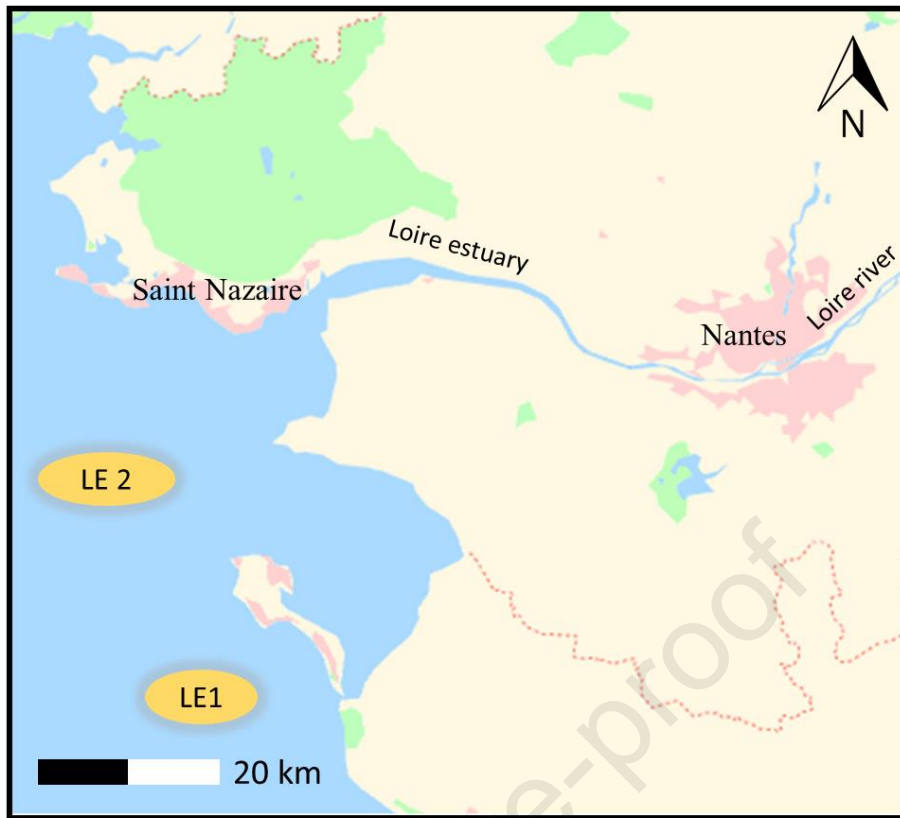 N
Loire estuary
Loire river
Saint Nazaire
Nantes
LE 2
LE1
20 km
e-proof